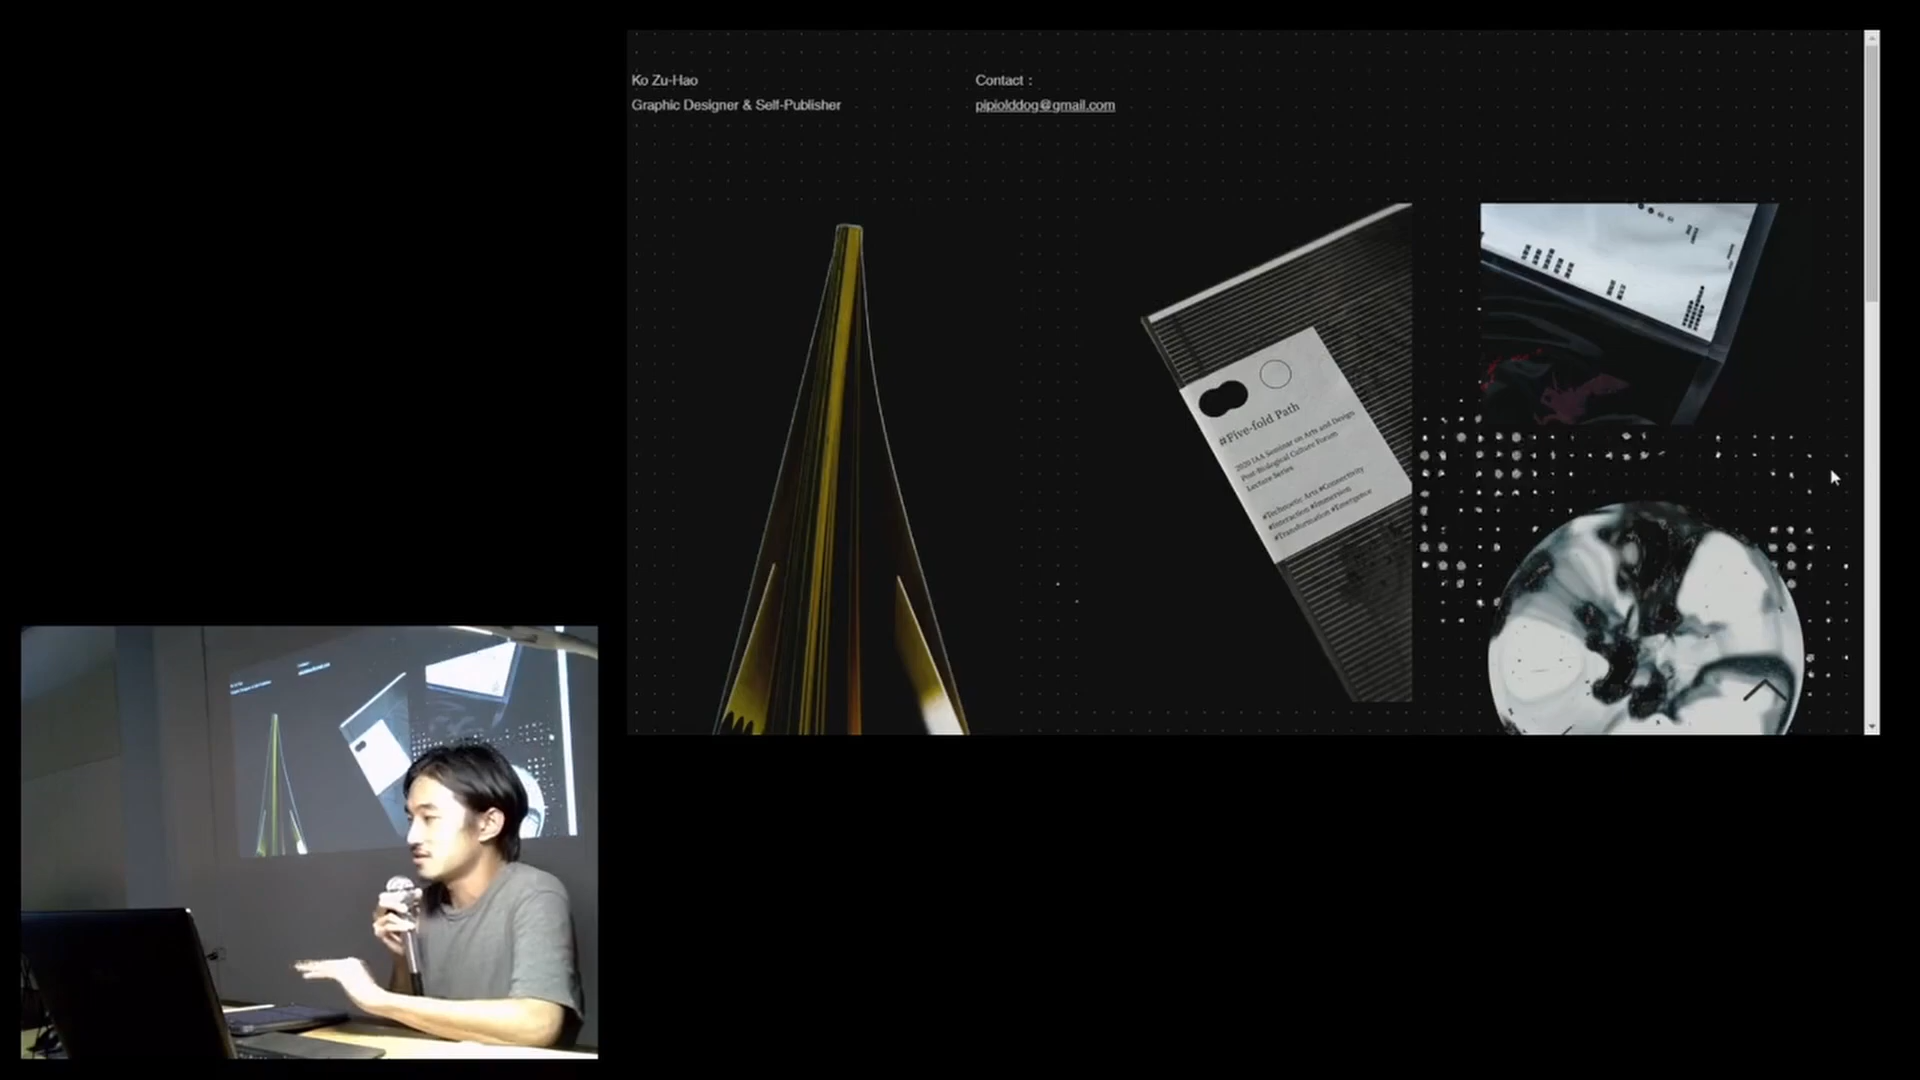 Ko Zu-Hao
Graphic Designer & Self-Publisher
Contact :
pipiolddog@gmail.com
#Five-fold Path
2020 IAA Seminar on Arts and Design
Post-Biological Culture Forum
Lecture Series
#Technoetic Arts #Connectivity
#Interaction #Immersion
#Transformation #Emergence